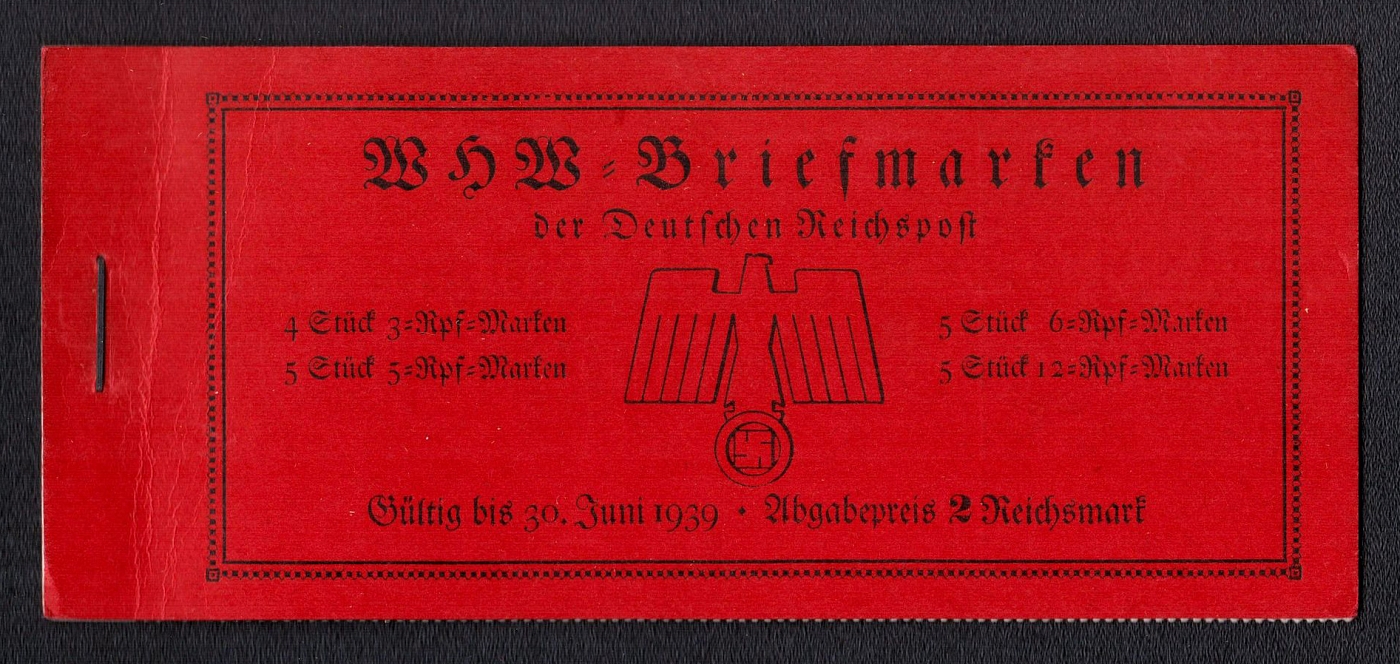 WHW-Briefmarken
der Deutschen Reichspost
4 Stück 3-Rpf-Marken
5 Stück 5-Rpf-Marken
5 Stück 6-Rpf-Marken
5 Stück 12-Rpf-Marken
Gültig bis 30. Juni 1939 · Abgabepreis 2 Reichsmark